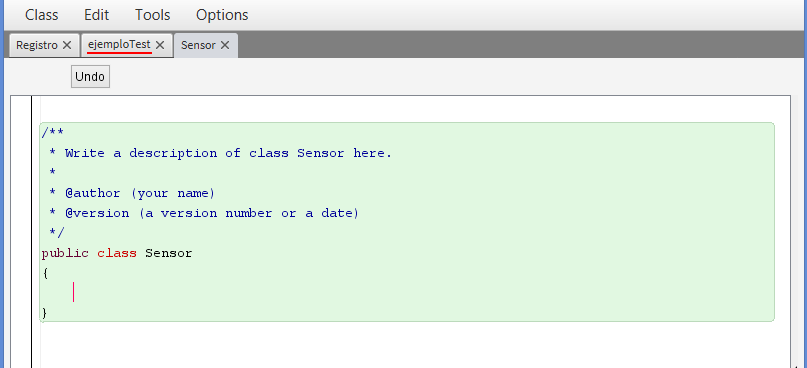 Class Edit Tools Options
Registro ejemploTest Sensor
Undo
/**
 * Write a description of class Sensor here.
 *
 * @author (your name)
 * @version (a version number or a date)
 */
public class Sensor
{
}